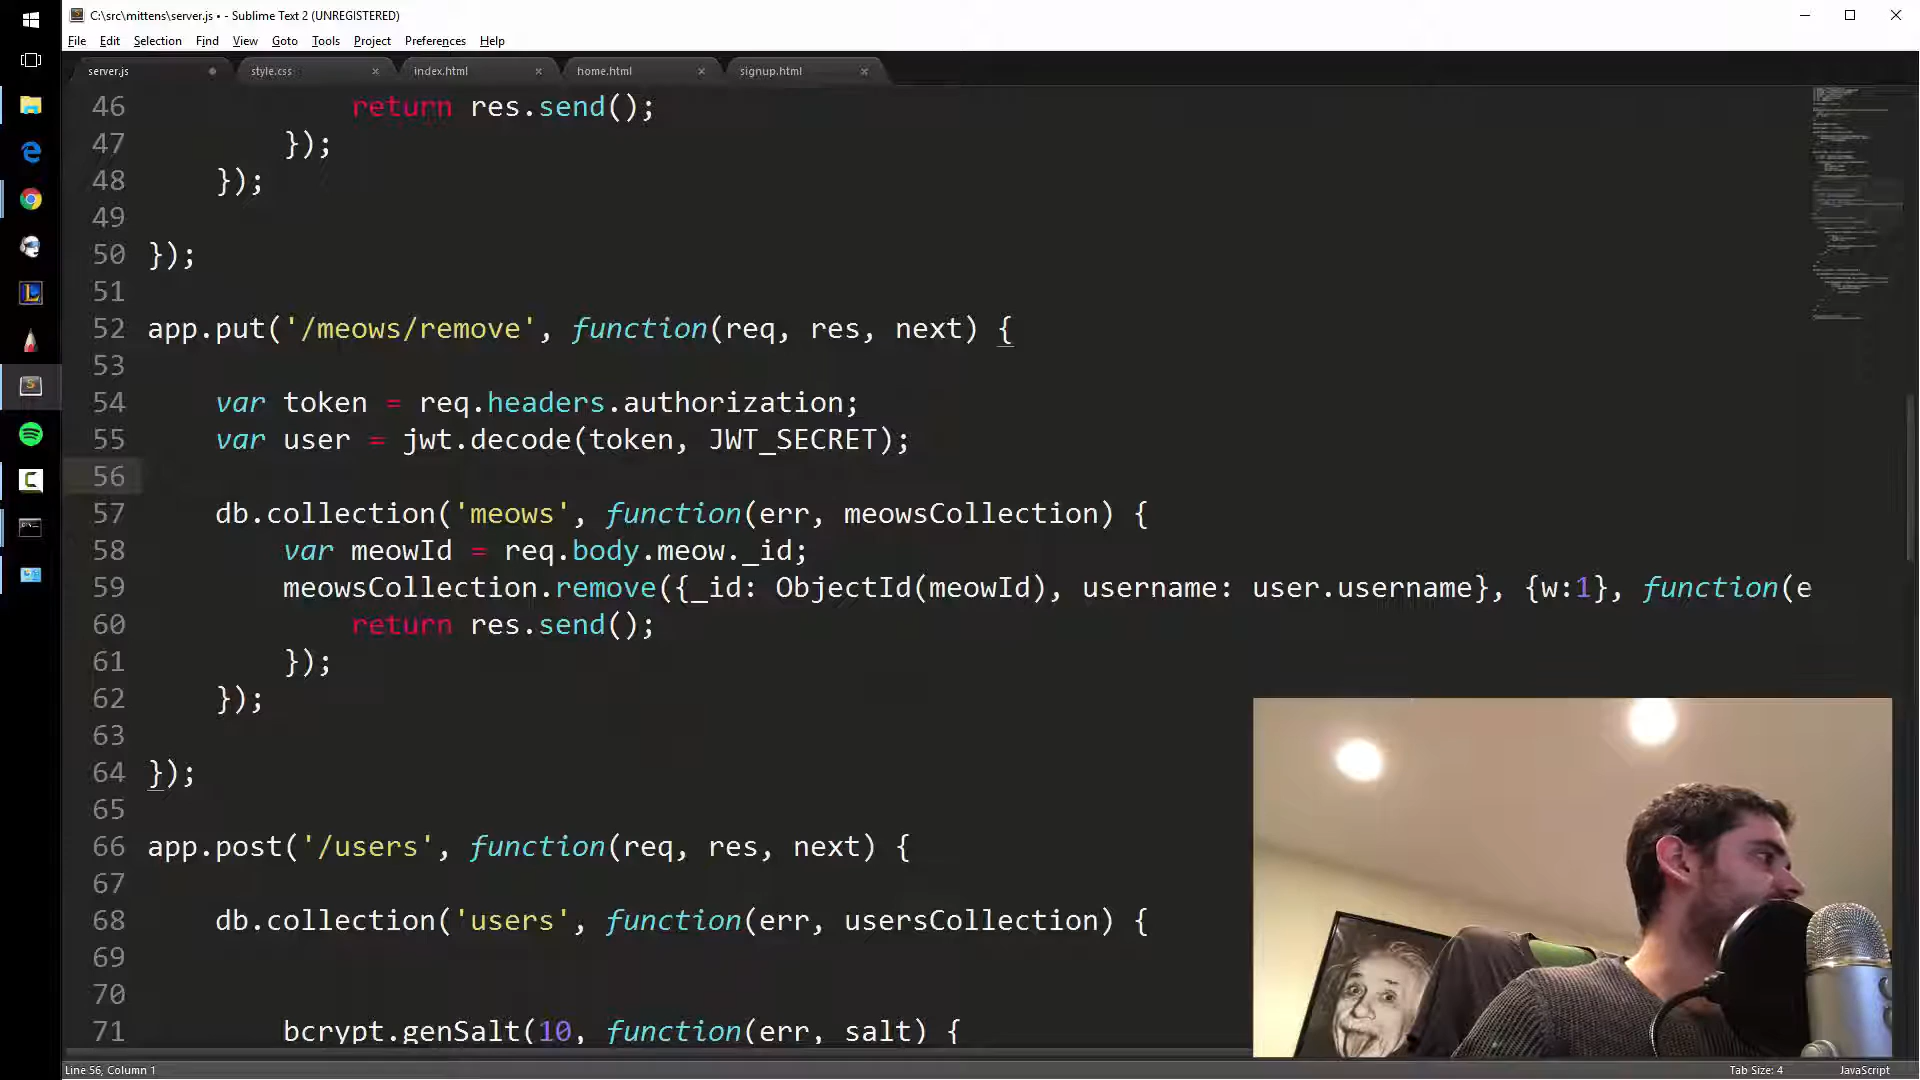 C:\src\mittens\server.js • - Sublime Text 2 (UNREGISTERED)
File Edit Selection Find View Goto Tools Project Preferences Help
server.js style.css index.html home.html signup.html
46 return res.send();
47 });
48 });
49
50 });
51
52 app.put('/meows/remove', function(req, res, next) {
53
54 var token = req.headers.authorization;
55 var user = jwt.decode(token, JWT_SECRET);
56
57 db.collection('meows', function(err, meowsCollection) {
58 var meowId = req.body.meow._id;
59 meowsCollection.remove({_id: ObjectId(meowId), username: user.username}, {w:1}, function(e
60 return res.send();
61 });
62 });
63
64 });
65
66 app.post('/users', function(req, res, next) {
67
68 db.collection('users', function(err, usersCollection) {
69
70
71 bcrypt.genSalt(10, function(err, salt) {
Line 56, Column 1 Tab Size: 4 JavaScript